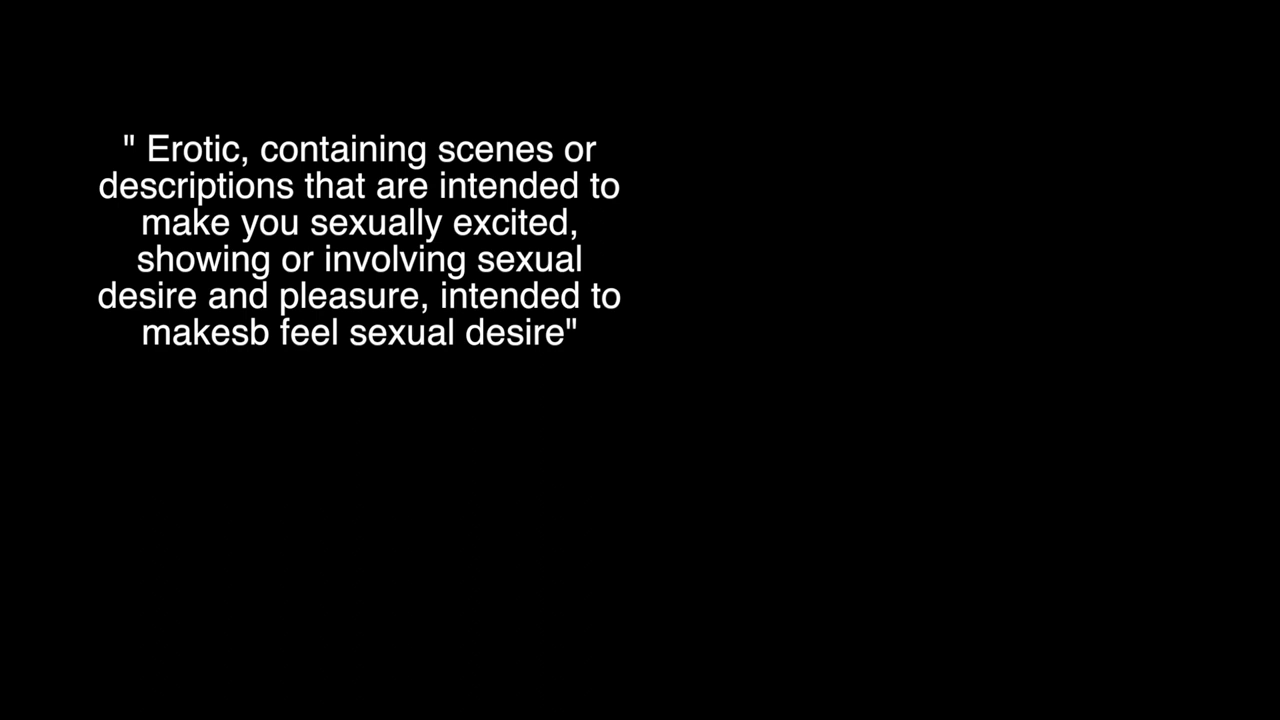 " Erotic, containing scenes or
descriptions that are intended to
make you sexually excited,
showing or involving sexual
desire and pleasure, intended to
makesb feel sexual desire"